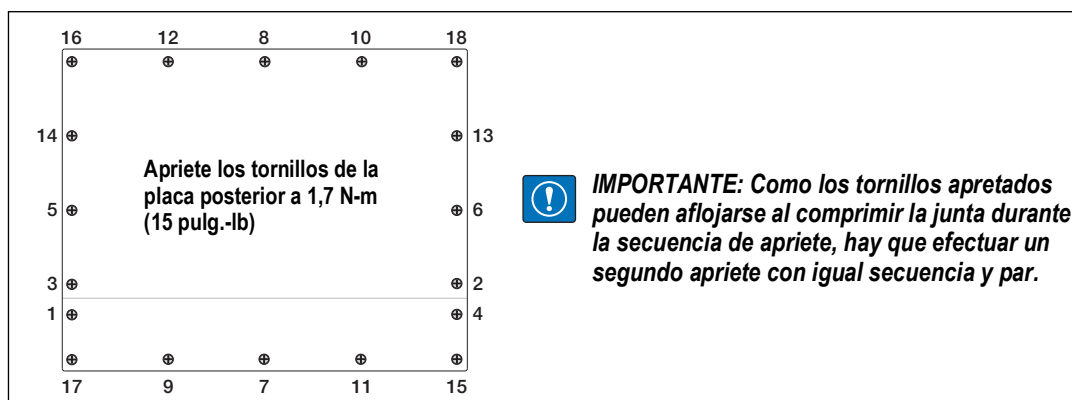 16 12 8 10 18
14 13
Apriete los tornillos de la
placa posterior a 1,7 N-m
(15 pulg.-lb)
5 6
3 2
1 4
17 9 7 11 15
IMPORTANTE: Como los tornillos apretados
pueden aflojarse al comprimir la junta durante
la secuencia de apriete, hay que efectuar un
segundo apriete con igual secuencia y par.